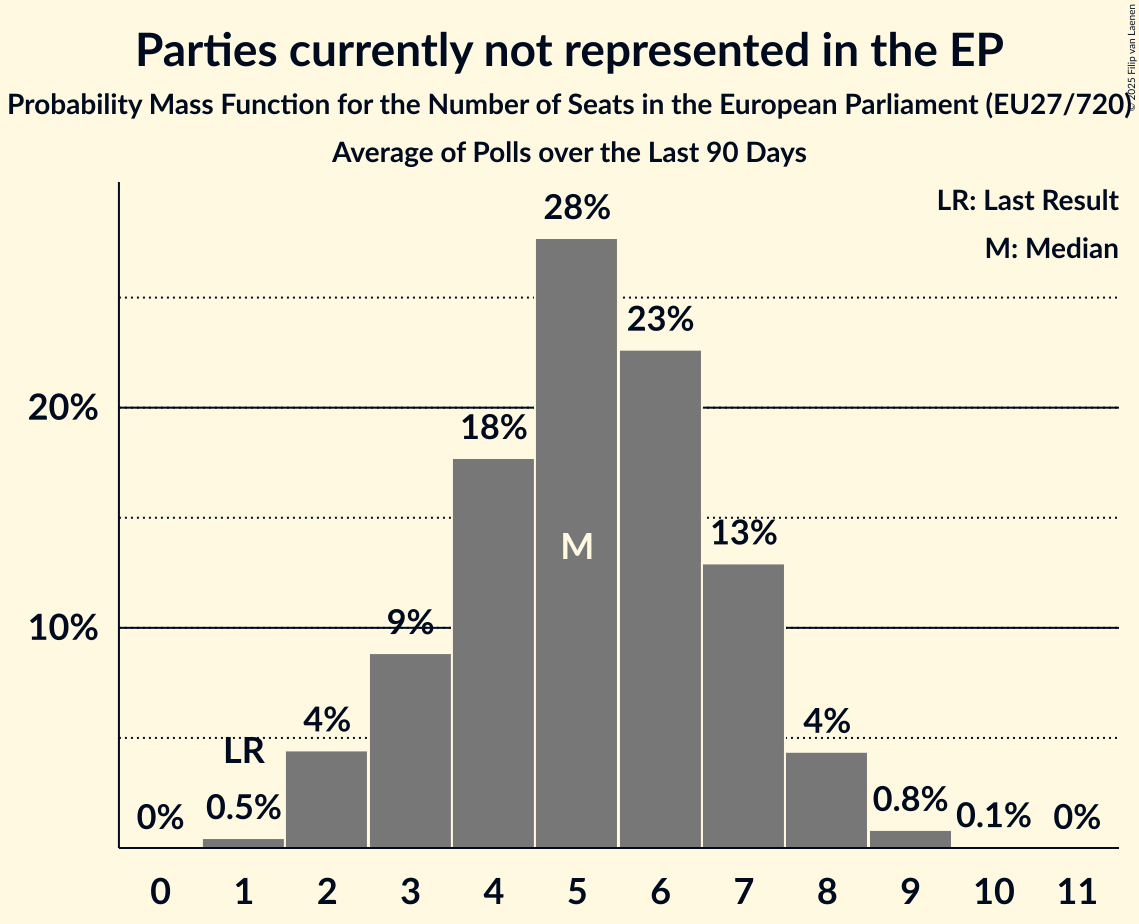 Parties currently not represented in the EP
Probability Mass Function for the Number of Seats in the European Parliament (EU27/720)
Average of Polls over the Last 90 Days
© 2025 Filip van Laenen
LR: Last Result
M: Median
28%
23%
20%
18%
13%
M
10%
9%
4%
4%
LR
0%
0.5%
0.8%
0.1%
0%
0 1 2 3 4 5 6 7 8 9 10 11